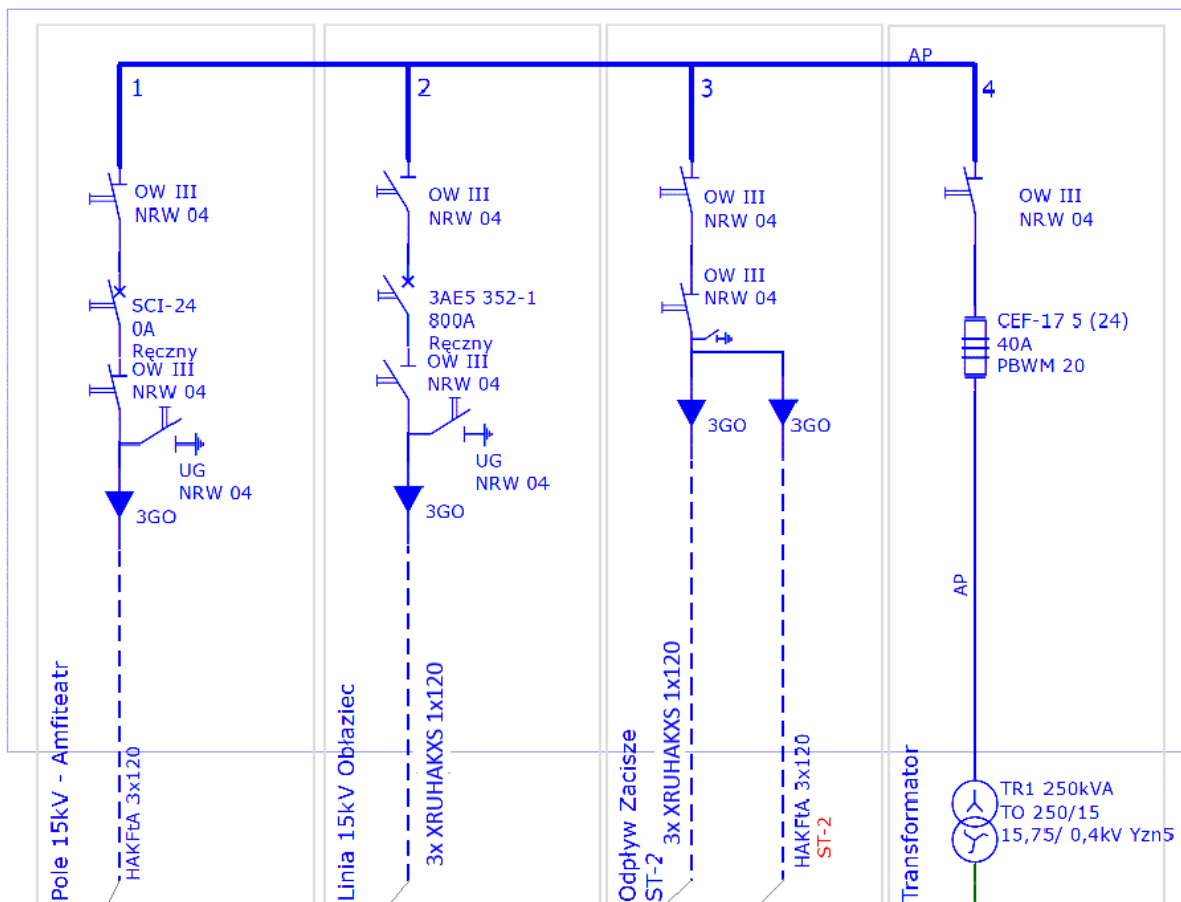 AP
1
2
3
4
OW III
NRW 04
SCI-24
0A
Ręczny
OW III
NRW 04
UG
NRW 04
3GO
Pole 15kV - Amfiteatr
HAKFtA 3x120
OW III
NRW 04
3AE5 352-1
800A
Ręczny
OW III
NRW 04
UG
NRW 04
3GO
Linia 15kV Obłaziec
3x XRUHAKXS 1x120
OW III
NRW 04
OW III
NRW 04
3GO
3GO
Odpływ Zacisze
ST-2
3x XRUHAKXS 1x120
HAKFtA 3x120
ST-2
OW III
NRW 04
CEF-17 5 (24)
40A
PBWM 20
AP
Transformator
TR1 250kVA
TO 250/15
15,75/ 0,4kV Yzn5